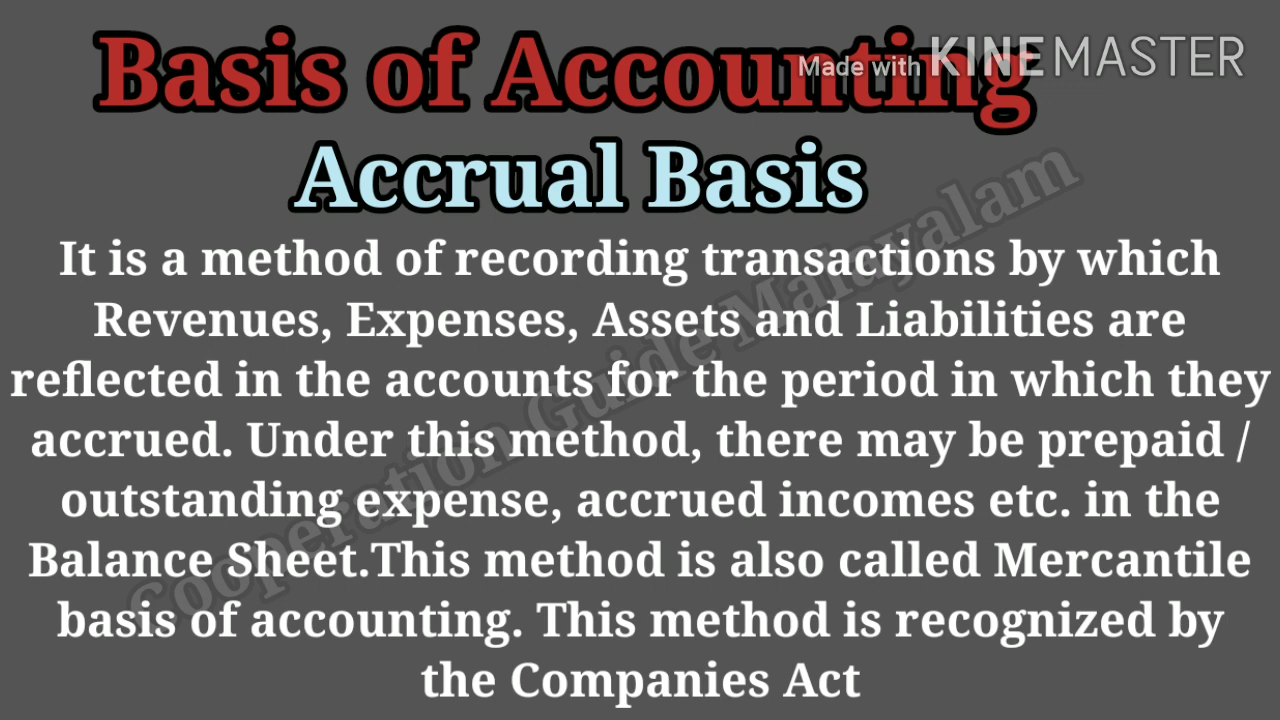 Basis of Accounting
Made with KINEMASTER
Accrual Basis
It is a method of recording transactions by which
Revenues, Expenses, Assets and Liabilities are
reflected in the accounts for the period in which they
accrued. Under this method, there may be prepaid /
outstanding expense, accrued incomes etc. in the
Balance Sheet.This method is also called Mercantile
basis of accounting. This method is recognized by
the Companies Act
Cooperation Guide Malayalam